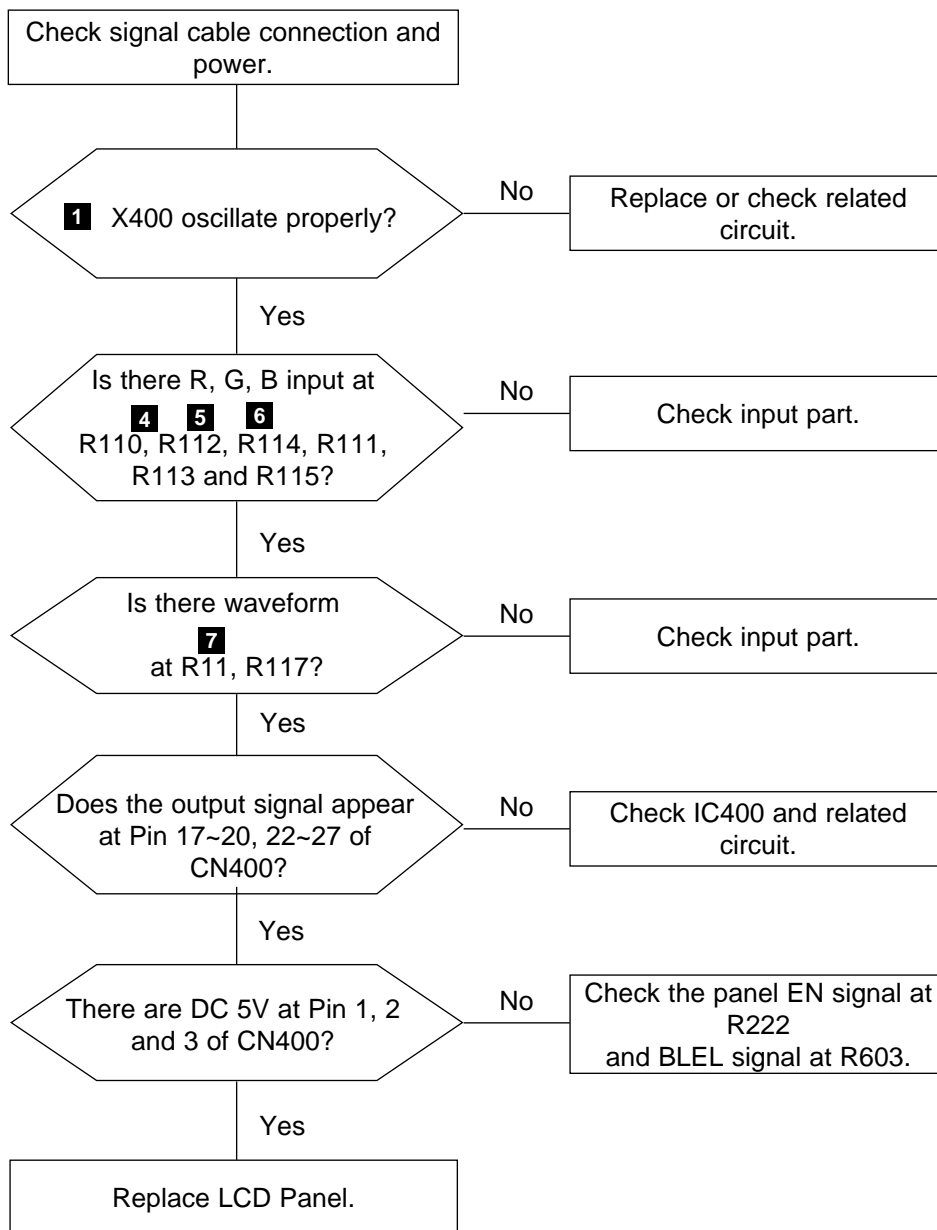 Check signal cable connection and
power.
1 X400 oscillate properly?
No
Replace or check related
circuit.
Yes
Is there R, G, B input at
4 5 6
R110, R112, R114, R111,
R113 and R115?
No
Check input part.
Yes
Is there waveform
7
at R11, R117?
No
Check input part.
Yes
Does the output signal appear
at Pin 17~20, 22~27 of
CN400?
No
Check IC400 and related
circuit.
Yes
There are DC 5V at Pin 1, 2
and 3 of CN400?
No
Check the panel EN signal at
R222
and BLEL signal at R603.
Yes
Replace LCD Panel.